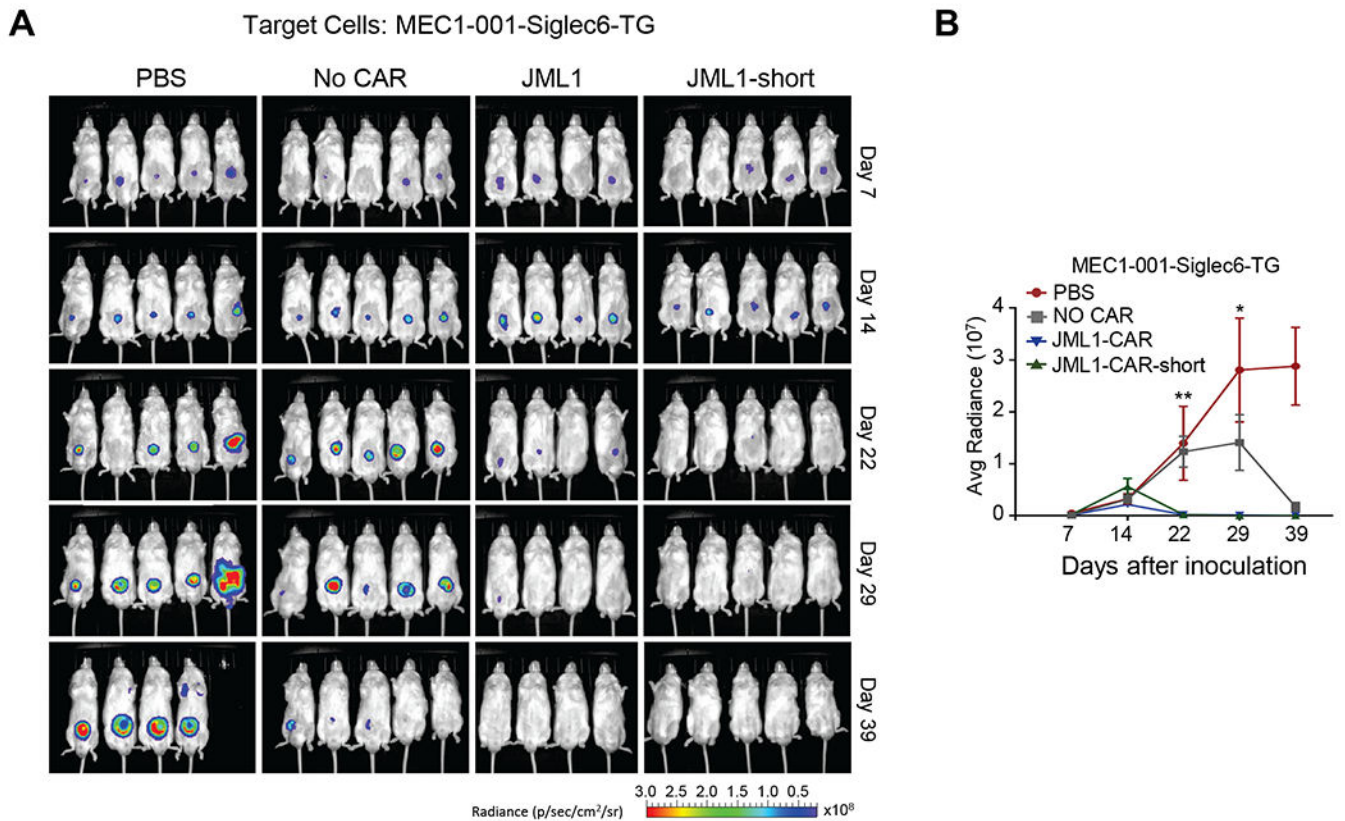 A
Target Cells: MEC1-001-Siglec6-TG
PBS
No CAR
JML1
JML1-short
Day 7
Day 14
Day 22
Day 29
Day 39
Radiance (p/sec/cm²/sr)
3.0 2.5 2.0 1.5 1.0 0.5
x10⁸
B
MEC1-001-Siglec6-TG
PBS
NO CAR
JML1-CAR
JML1-CAR-short
Avg Radiance (10⁷)
4
3
2
1
0
**
*
7 14 22 29 39
Days after inoculation